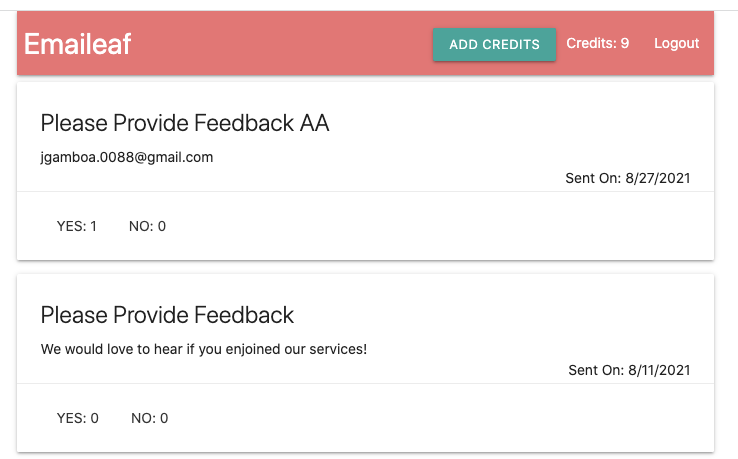 Emaileaf ADD CREDITS Credits: 9 Logout
Please Provide Feedback AA
jgamboa.0088@gmail.com
Sent On: 8/27/2021
YES: 1 NO: 0
Please Provide Feedback
We would love to hear if you enjoined our services!
Sent On: 8/11/2021
YES: 0 NO: 0